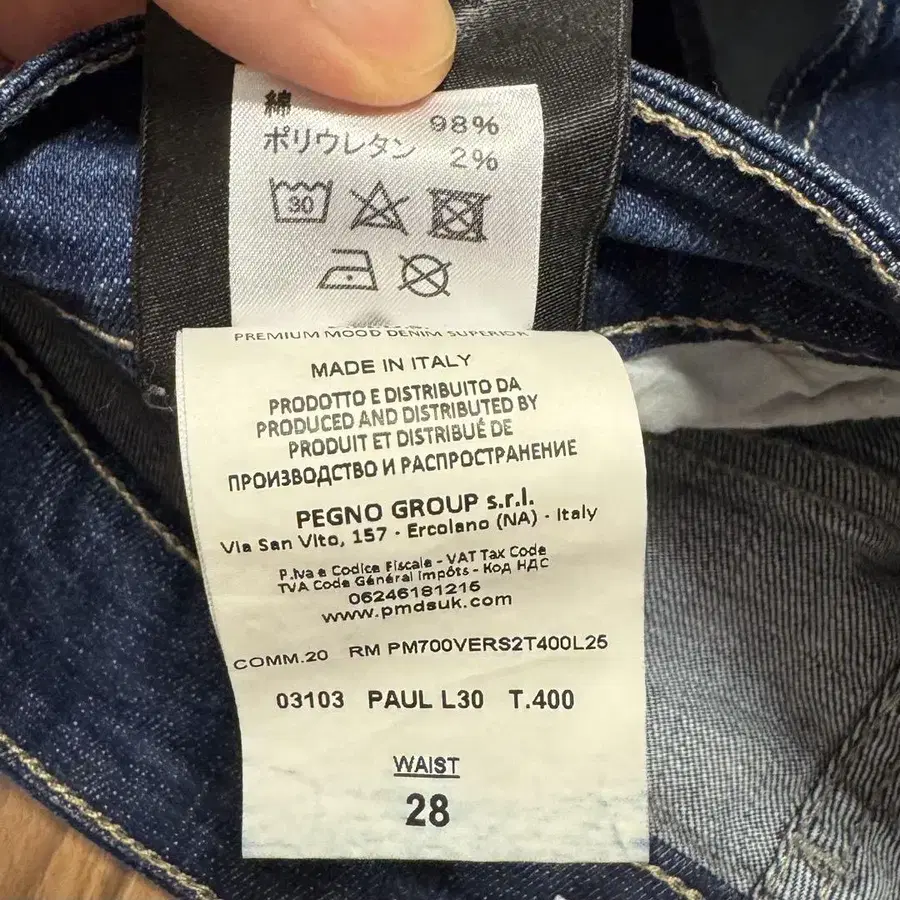 綿 98%
ポリウレタン 2%
30
PREMIUM MOOD DENIM SUPERIOR
MADE IN ITALY
PRODOTTO E DISTRIBUITO DA
PRODUCED AND DISTRIBUTED BY
PRODUIT ET DISTRIBUÉ DE
ПРОИЗВОДСТВО И РАСПРОСТРАНЕНИЕ
PEGNO GROUP s.r.l.
Via San Vito, 157 - Ercolano (NA) - Italy
P.Iva e Codice Fiscale - VAT Tax Code
TVA Code Général Impôts - Код НДС
06246181215
www.pmdsuk.com
COMM.20 RM PM700VERS2T400L25
03103 PAUL L30 T.400
WAIST
28